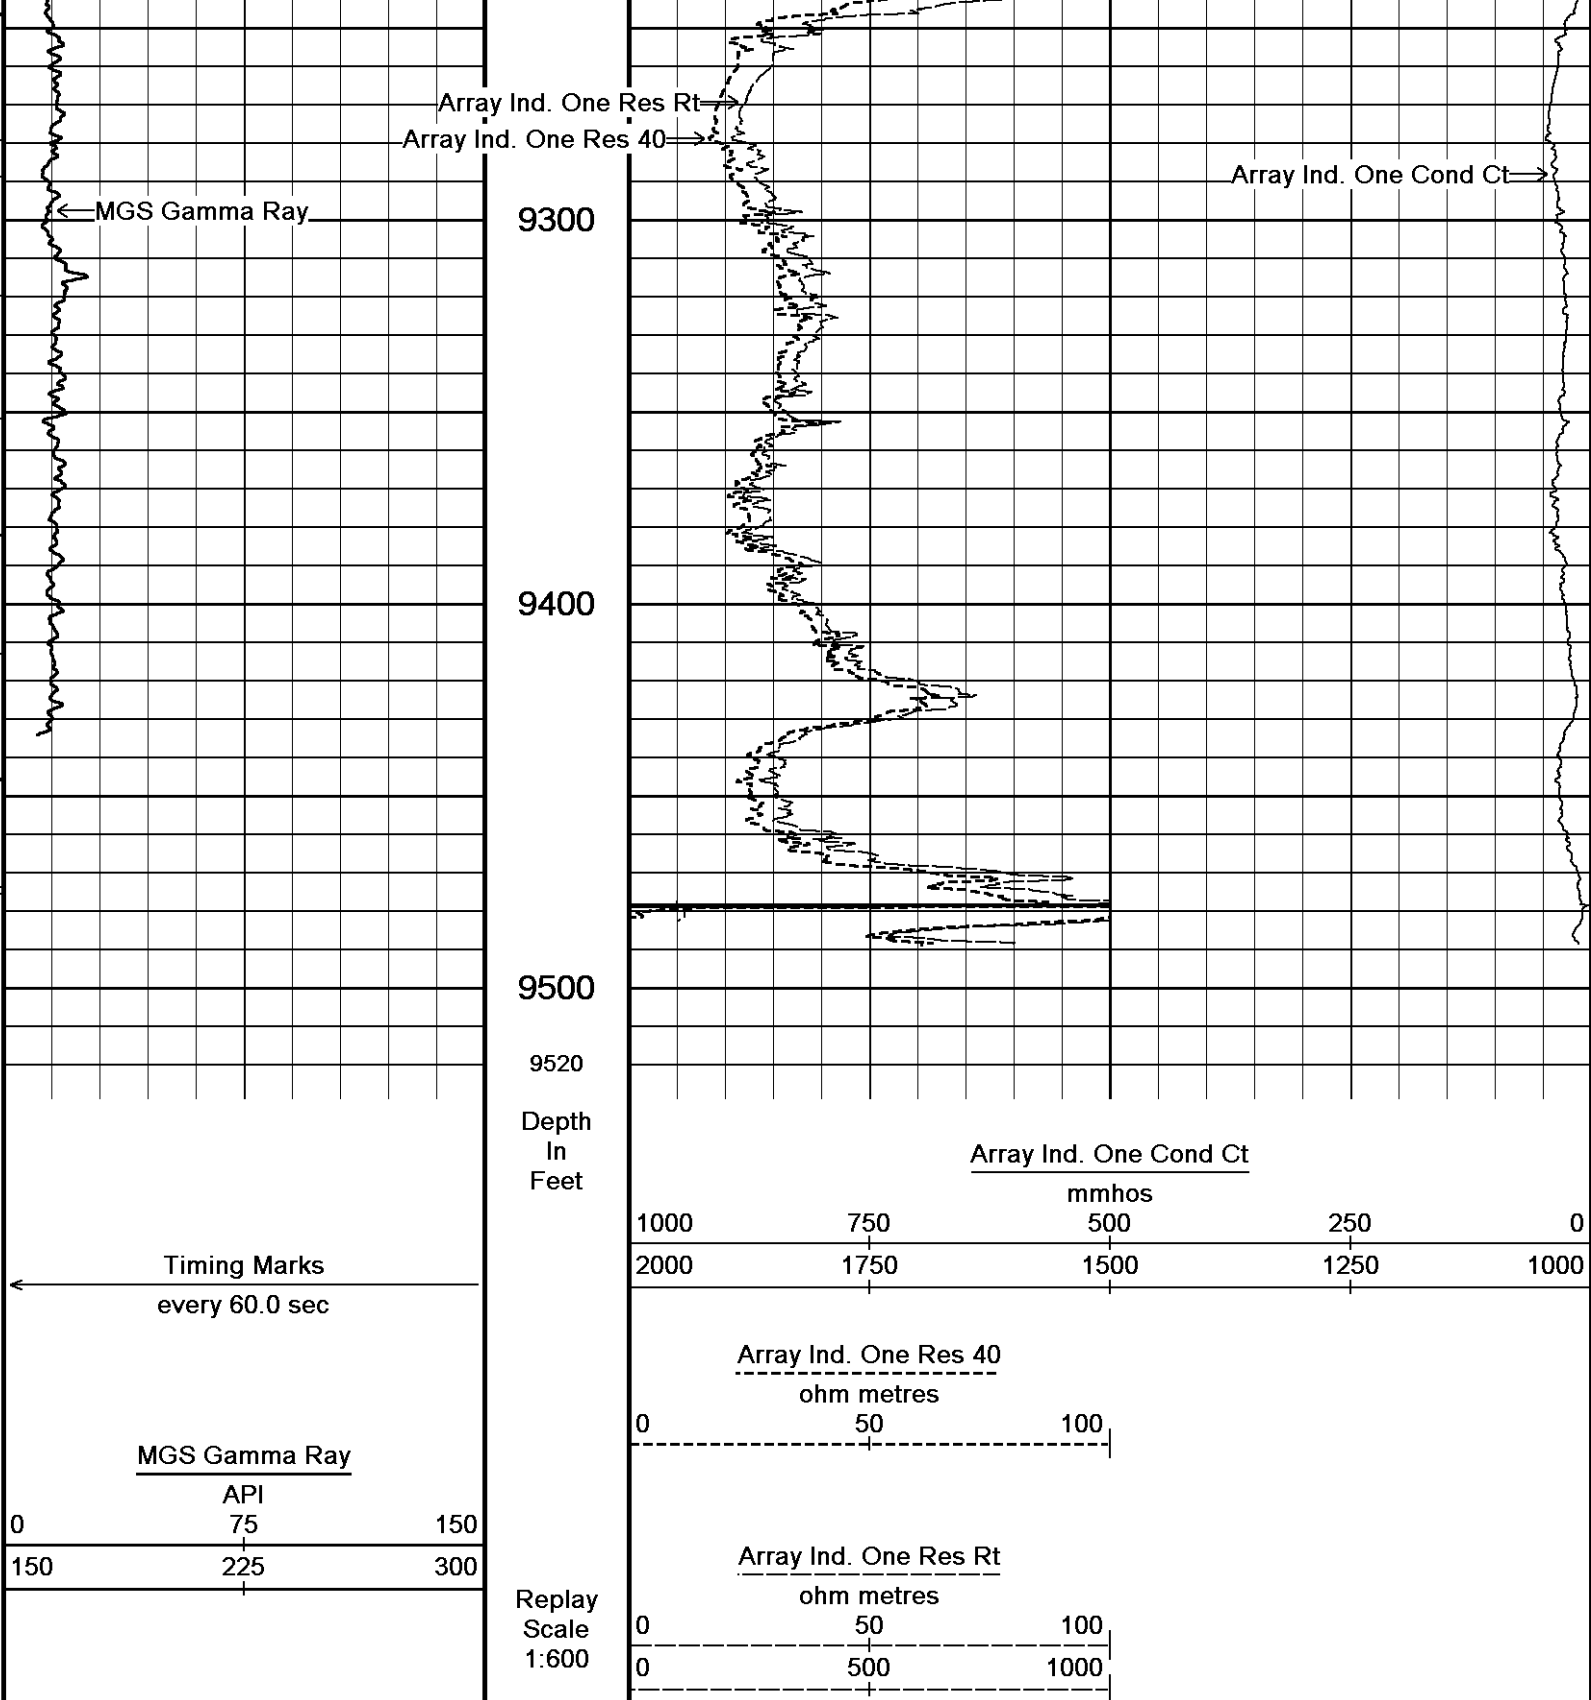 Array Ind. One Res Rt
Array Ind. One Res 40
Array Ind. One Cond Ct
MGS Gamma Ray
9300
9400
9500
9520
Depth
In
Feet
Array Ind. One Cond Ct
mmhos
1000 750 500 250 0
2000 1750 1500 1250 1000
Timing Marks
every 60.0 sec
Array Ind. One Res 40
ohm metres
0 50 100
MGS Gamma Ray
API
0 75 150
150 225 300
Array Ind. One Res Rt
ohm metres
0 50 100
0 500 1000
Replay
Scale
1:600